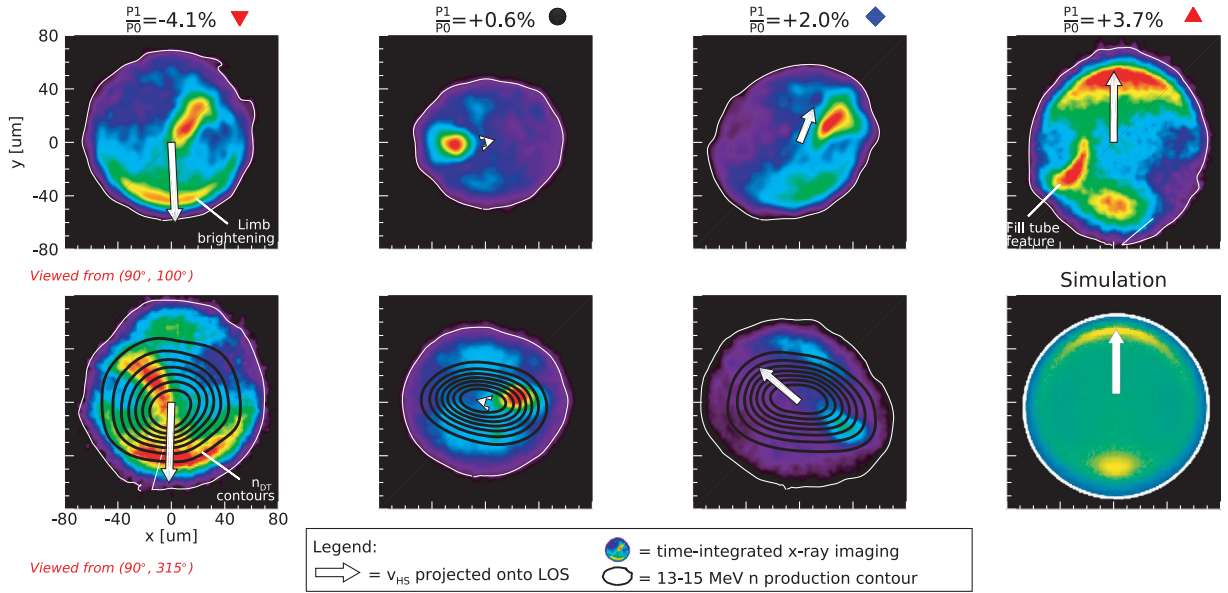 P1/P0=-4.1%
P1/P0=+0.6%
P1/P0=+2.0%
P1/P0=+3.7%
80
40
0
-40
-80
y [um]
Limb
brightening
Fill tube
feature
Viewed from (90°, 100°)
Simulation
n_DT
contours
-80 -40 0 40 80
x [um]
Viewed from (90°, 315°)
Legend:
= v_HS projected onto LOS
= time-integrated x-ray imaging
= 13-15 MeV n production contour